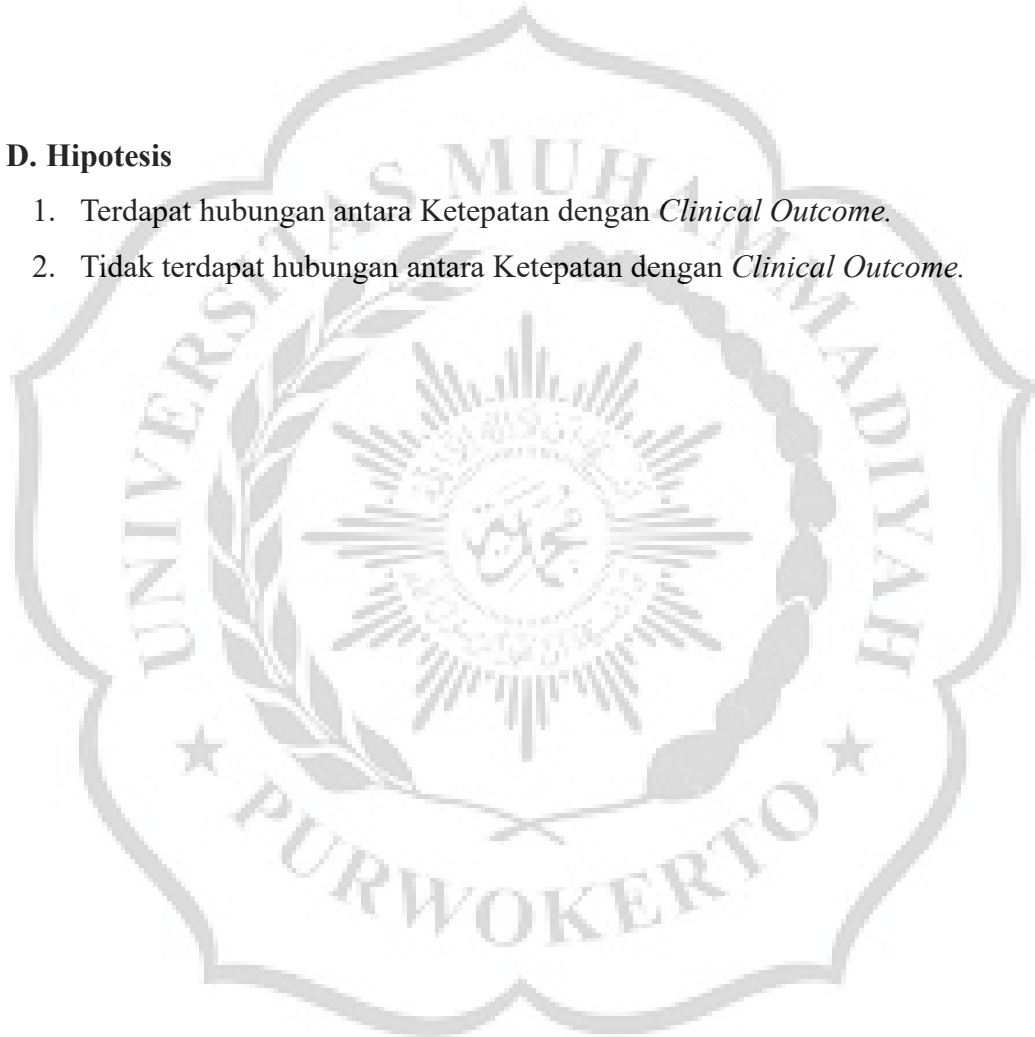 D. Hipotesis
1. Terdapat hubungan antara Ketepatan dengan Clinical Outcome.
2. Tidak terdapat hubungan antara Ketepatan dengan Clinical Outcome.
UNIVERSITAS MUHAMMADIYAH
PURWOKERTO